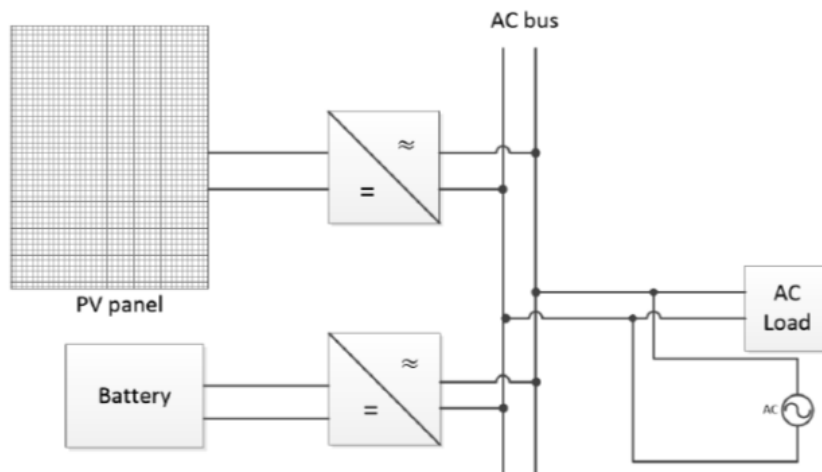 AC bus
≈
=
PV panel
AC
Load
≈
=
Battery
AC